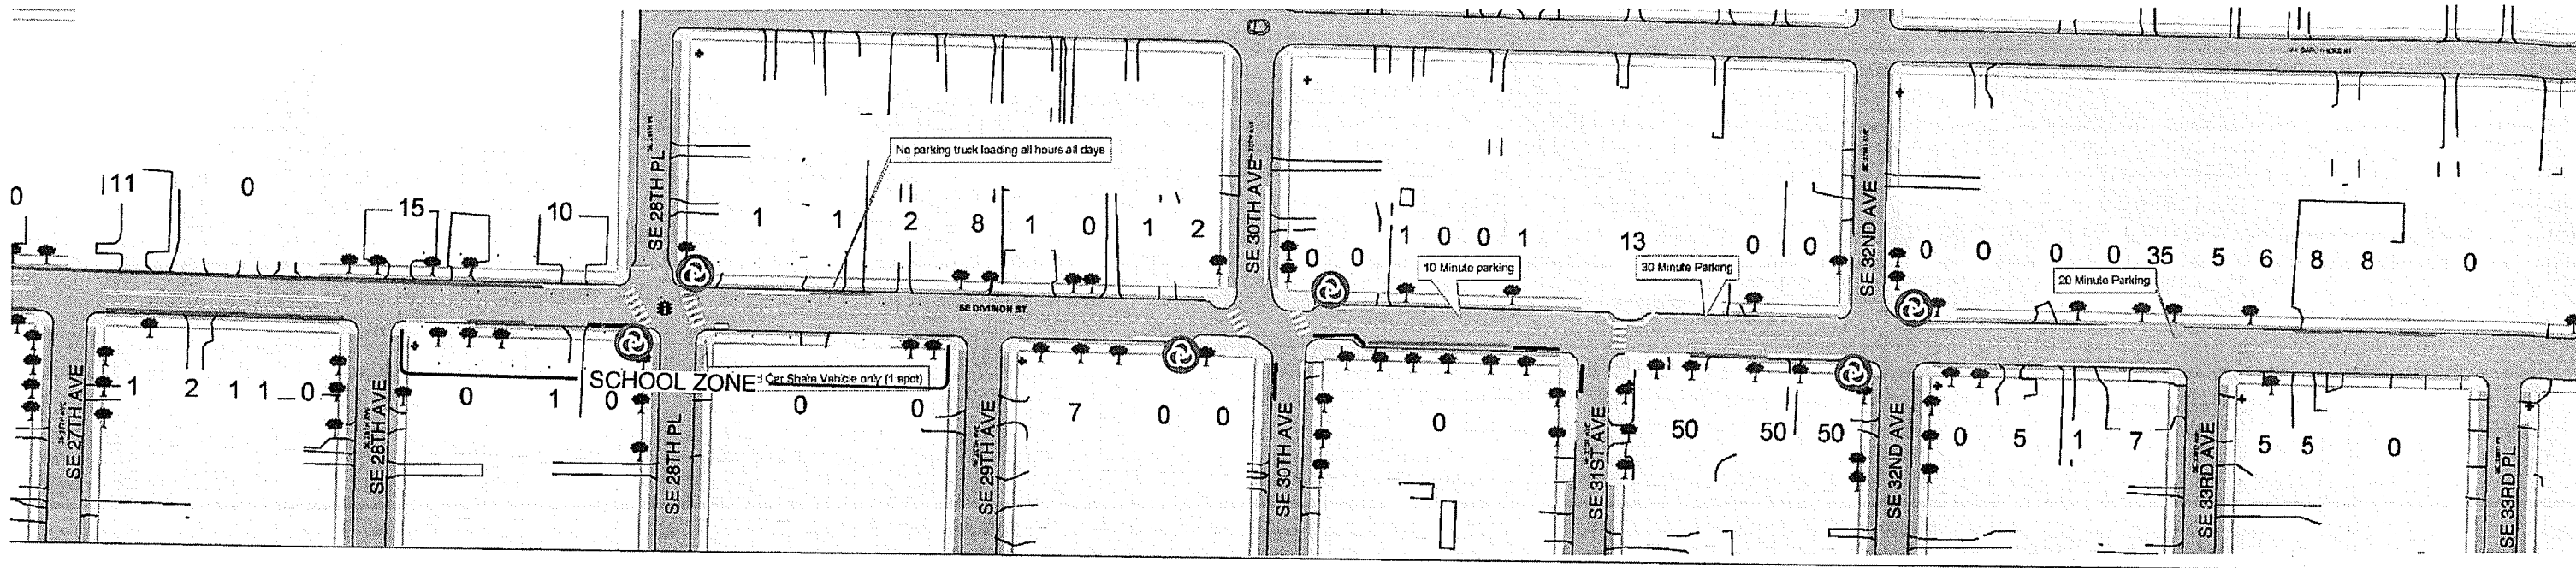 No parking truck loading all hours all days
SE 28TH PL
SE 30TH AVE
SE 32ND AVE
0
11
0
15
10
1
1
2
8
1
0
1
2
0
0
1
0
0
1
13
0
0
0
0
0
0
35
5
6
8
8
0
10 Minute parking
30 Minute Parking
20 Minute Parking
SE DIVISION ST
SCHOOL ZONE
Car Share Vehicle only (1 spot)
1
2
1
1
0
0
1
0
0
0
7
0
0
0
50
50
50
0
5
1
7
5
5
0
SE 27TH AVE
SE 28TH AVE
SE 28TH PL
SE 29TH AVE
SE 30TH AVE
SE 31ST AVE
SE 32ND AVE
SE 33RD AVE
SE 33RD PL